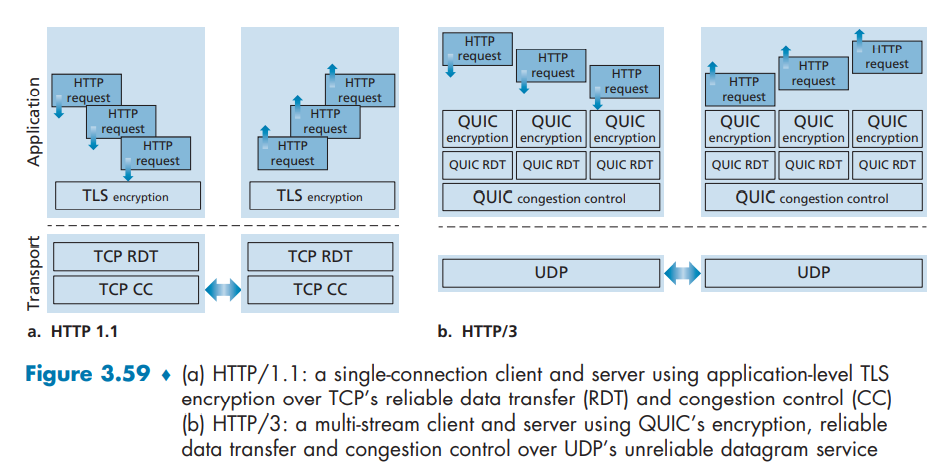 Application
HTTP
request
HTTP
request
HTTP
request
TLS encryption
HTTP
request
HTTP
request
HTTP
request
TLS encryption
Transport
TCP RDT
TCP CC
TCP RDT
TCP CC
a. HTTP 1.1
HTTP
request
HTTP
request
HTTP
request
QUIC
encryption
QUIC
encryption
QUIC
encryption
QUIC RDT
QUIC RDT
QUIC RDT
QUIC congestion control
HTTP
request
HTTP
request
HTTP
request
QUIC
encryption
QUIC
encryption
QUIC
encryption
QUIC RDT
QUIC RDT
QUIC RDT
QUIC congestion control
UDP
UDP
b. HTTP/3
Figure 3.59 ♦ (a) HTTP/1.1: a single-connection client and server using application-level TLS
encryption over TCP’s reliable data transfer (RDT) and congestion control (CC)
(b) HTTP/3: a multi-stream client and server using QUIC’s encryption, reliable
data transfer and congestion control over UDP’s unreliable datagram service